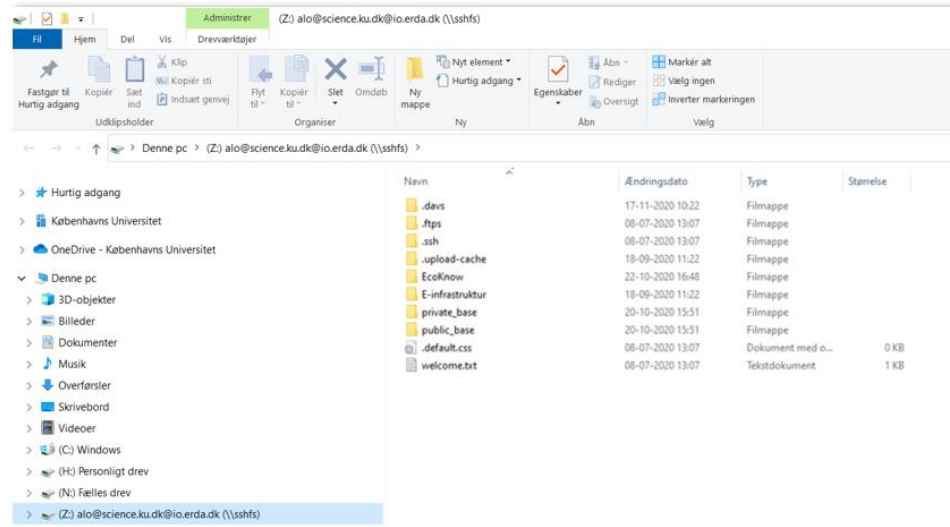 Administrer (Z:) alo@science.ku.dk@io.erda.dk (\\sshfs)
Fil Hjem Del Vis Drevværktøjer
Fastgør til Hurtig adgang
Kopiér
Sæt ind
Klip
Kopiér sti
Indsæt genvej
Udklipsholder
Flyt til
Kopiér til
Slet
Omdøb
Organiser
Ny mappe
Nyt element
Hurtig adgang
Ny
Egenskaber
Åbn
Rediger
Oversigt
Åbn
Markér alt
Vælg ingen
Inverter markeringen
Vælg
Denne pc > (Z:) alo@science.ku.dk@io.erda.dk (\\sshfs) >
Hurtig adgang
Københavns Universitet
OneDrive - Københavns Universitet
Denne pc
3D-objekter
Billeder
Dokumenter
Musik
Overførsler
Skrivebord
Videoer
(C:) Windows
(H:) Personligt drev
(N:) Fælles drev
(Z:) alo@science.ku.dk@io.erda.dk (\\sshfs)
Navn Ændringsdato Type Størrelse
.davs 17-11-2020 10:22 Filmappe
.ftps 08-07-2020 13:07 Filmappe
.ssh 08-07-2020 13:07 Filmappe
.upload-cache 18-09-2020 11:22 Filmappe
EcoKnow 22-10-2020 16:48 Filmappe
E-infrastruktur 18-09-2020 11:22 Filmappe
private_base 20-10-2020 15:51 Filmappe
public_base 20-10-2020 15:51 Filmappe
.default.css 08-07-2020 13:07 Dokument med o... 0 KB
welcome.txt 08-07-2020 13:07 Tekstdokument 1 KB